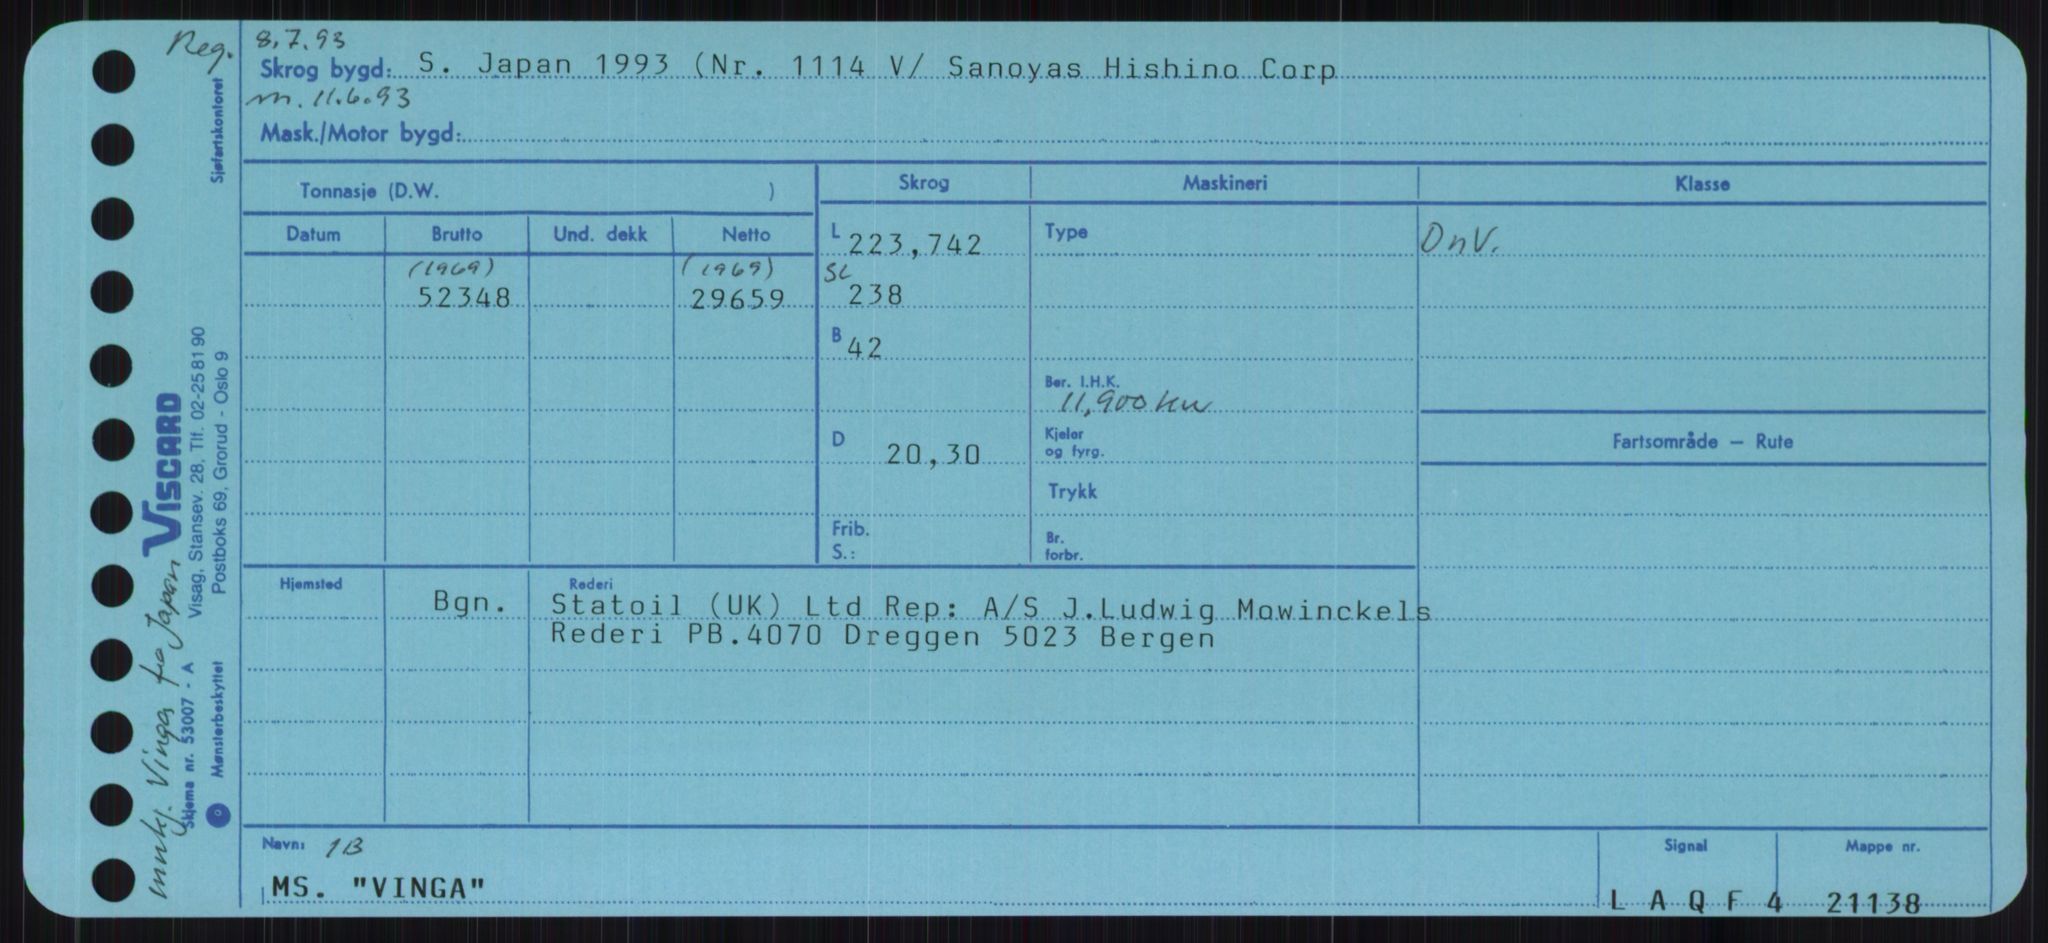 Reg. 8.7.93
Skrog bygd: S. Japan 1993 (Nr. 1114 V/ Sanoyas Hishino Corp
m. 11.6.93
Mask./Motor bygd:
Tonnasje (D.W. )
Skrog Maskineri Klasse
Datum Brutto Und. dekk Netto
L 223,742 Type DnV.
(1969) (1969) SL
52348 29659 238
B 42
Ber. I.H.K.
11,900 kw
D 20,30 Kjeler
og fyrg.
Fartsområde — Rute
Trykk
Frib.
S.:
Br.
forbr.
Hjemsted Rederi
Bgn. Statoil (UK) Ltd Rep: A/S J.Ludwig Mowinckels
Rederi PB.4070 Dreggen 5023 Bergen
Navn: 1B
MS. "VINGA"
Signal Mappe nr.
L A Q F 4 21138
Sjøfartskontoret
VISCARD
Visag, Stansev. 28, Tlf. 02-25 81 90
Postboks 69, Grorud - Oslo 9
Skjema nr. 53007 - A
Mønsterbeskyttet
Vinga fra Japan